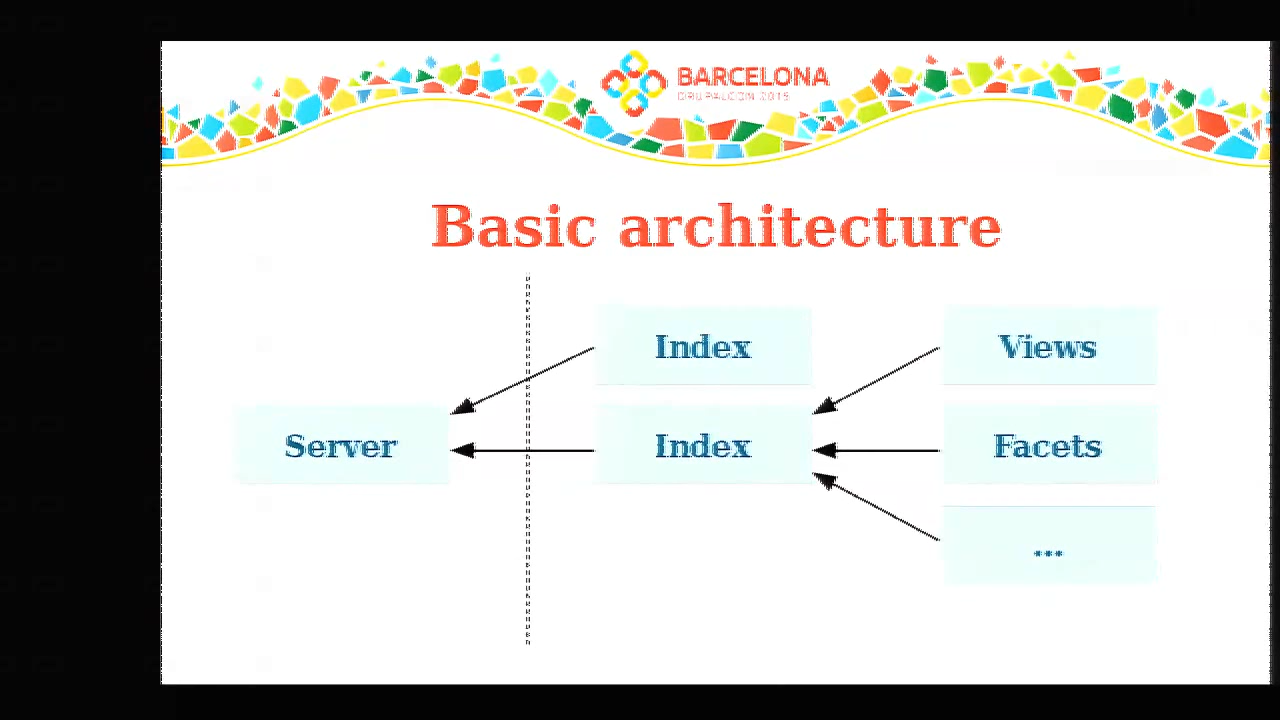 BARCELONA
DRUPALCON 2015
Basic architecture
Index
Views
Server
Index
Facets
...